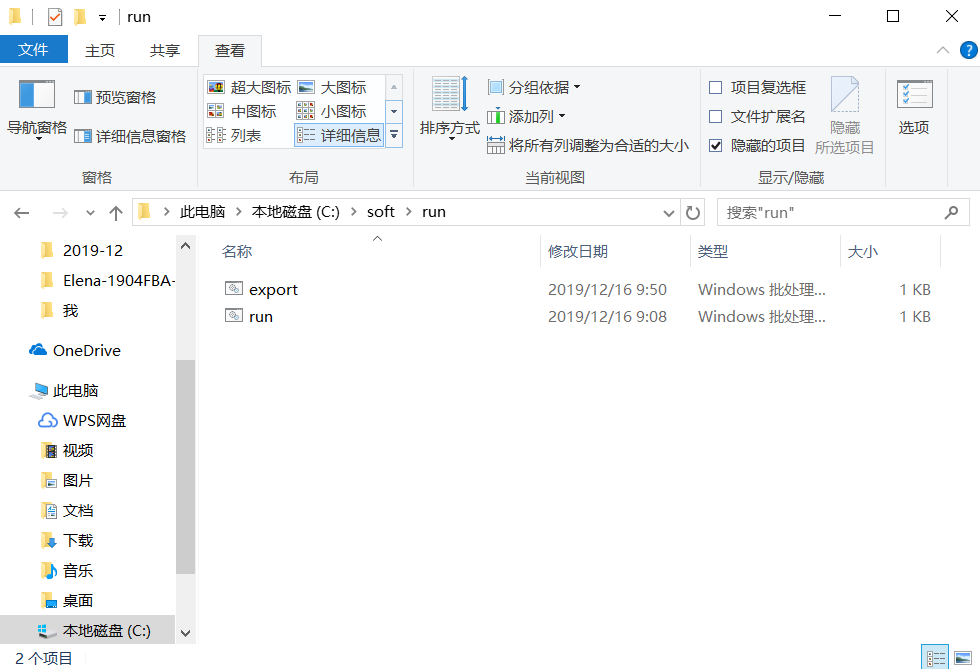 run
文件 主页 共享 查看
导航窗格
预览窗格
详细信息窗格
窗格
超大图标 大图标
中图标 小图标
列表 详细信息
布局
排序方式
分组依据
添加列
将所有列调整为合适的大小
当前视图
项目复选框
文件扩展名
隐藏的项目
隐藏
所选项目
显示/隐藏
选项
此电脑 本地磁盘 (C:) soft run
搜索"run"
2019-12
Elena-1904FBA-
我
OneDrive
此电脑
WPS网盘
视频
图片
文档
下载
音乐
桌面
本地磁盘 (C:)
名称 修改日期 类型 大小
export 2019/12/16 9:50 Windows 批处理... 1 KB
run 2019/12/16 9:08 Windows 批处理... 1 KB
2 个项目